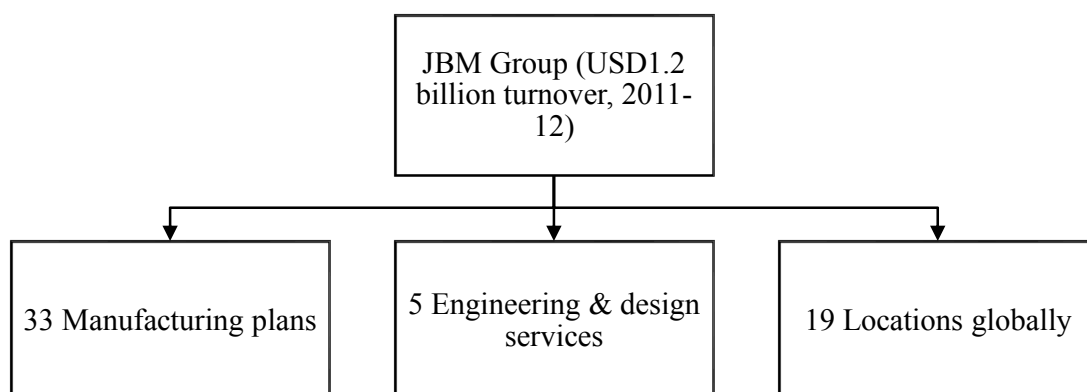 JBM Group (USD1.2
billion turnover, 2011-
12)
33 Manufacturing plans
5 Engineering & design
services
19 Locations globally